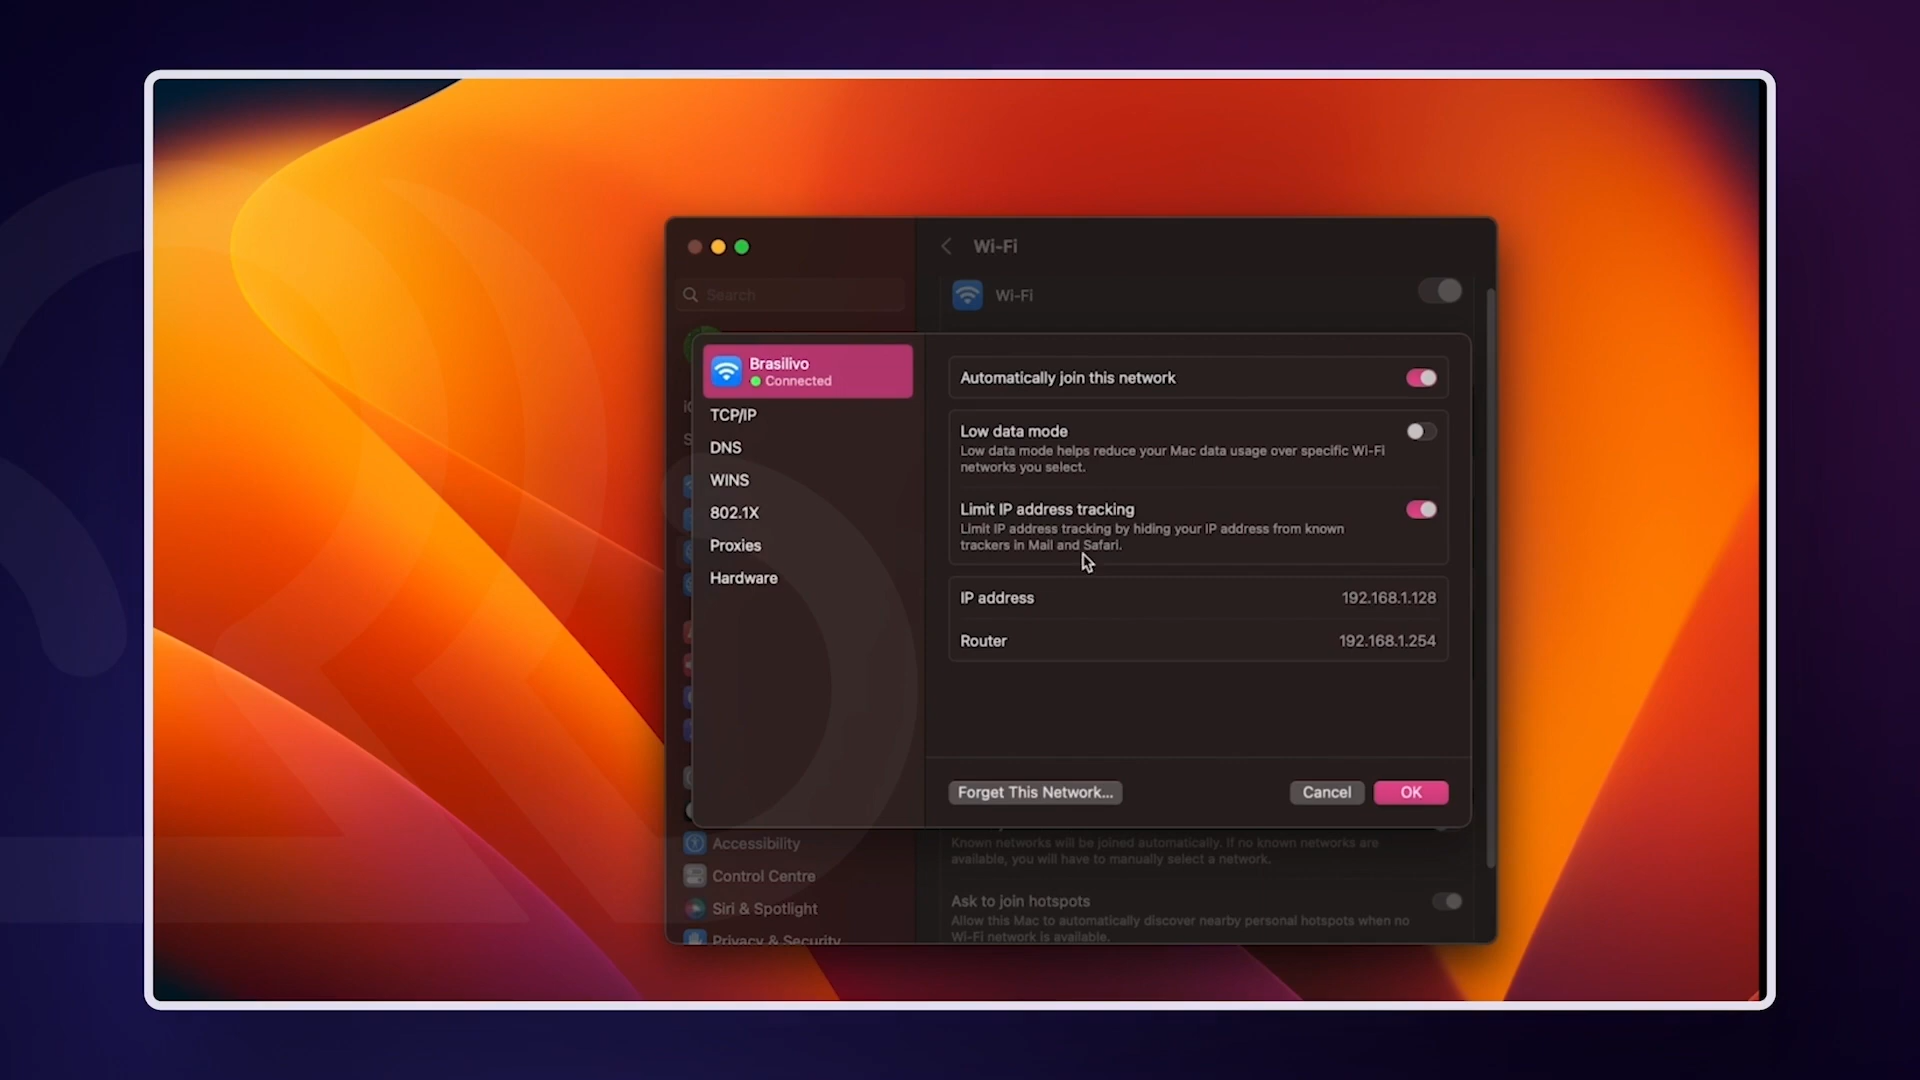 Wi-Fi
Search
Wi-Fi
Brasilivo
Connected
TCP/IP
DNS
WINS
802.1X
Proxies
Hardware
Automatically join this network
Low data mode
Low data mode helps reduce your Mac data usage over specific Wi-Fi
networks you select.
Limit IP address tracking
Limit IP address tracking by hiding your IP address from known
trackers in Mail and Safari.
IP address
192.168.1.128
Router
192.168.1.254
Forget This Network...
Cancel
OK
Accessibility
Control Centre
Siri & Spotlight
Privacy & Security
Known networks will be joined automatically. If no known networks are
available, you will have to manually select a network.
Ask to join hotspots
Allow this Mac to automatically discover nearby personal hotspots when no
Wi-Fi network is available.